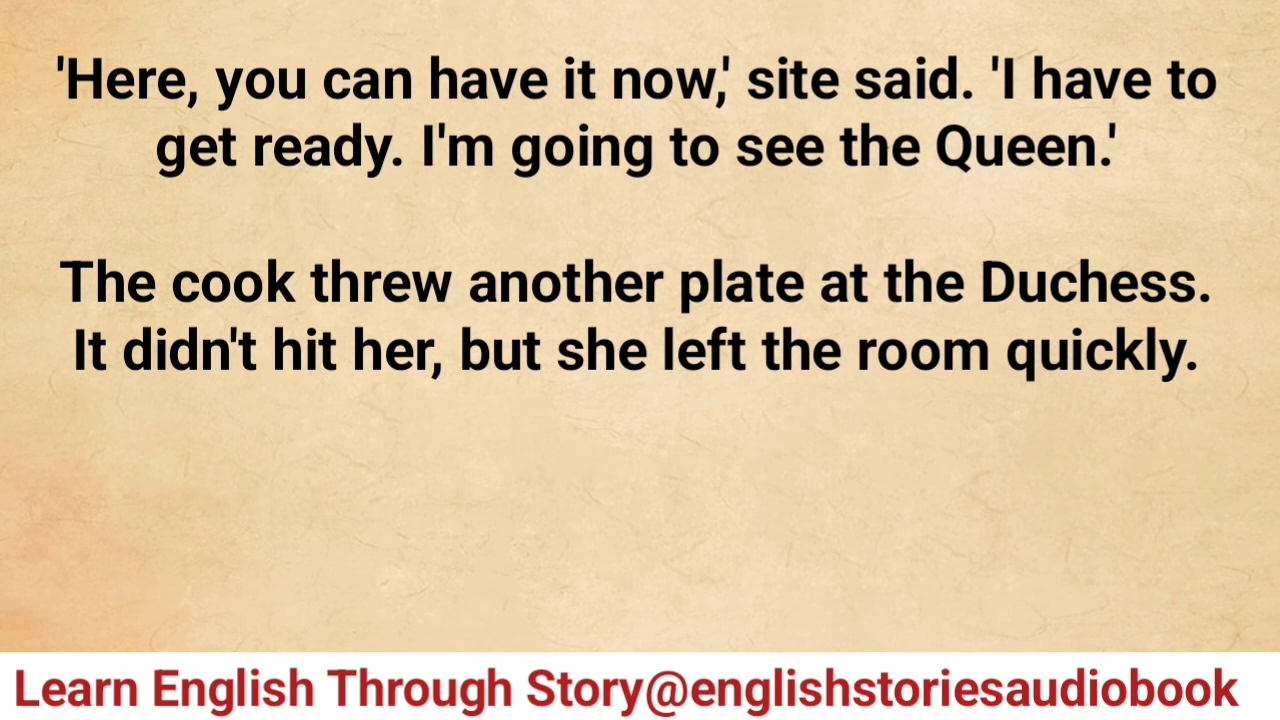 'Here, you can have it now,' site said. 'I have to
get ready. I'm going to see the Queen.'
The cook threw another plate at the Duchess.
It didn't hit her, but she left the room quickly.
Learn English Through Story@englishstoriesaudiobook